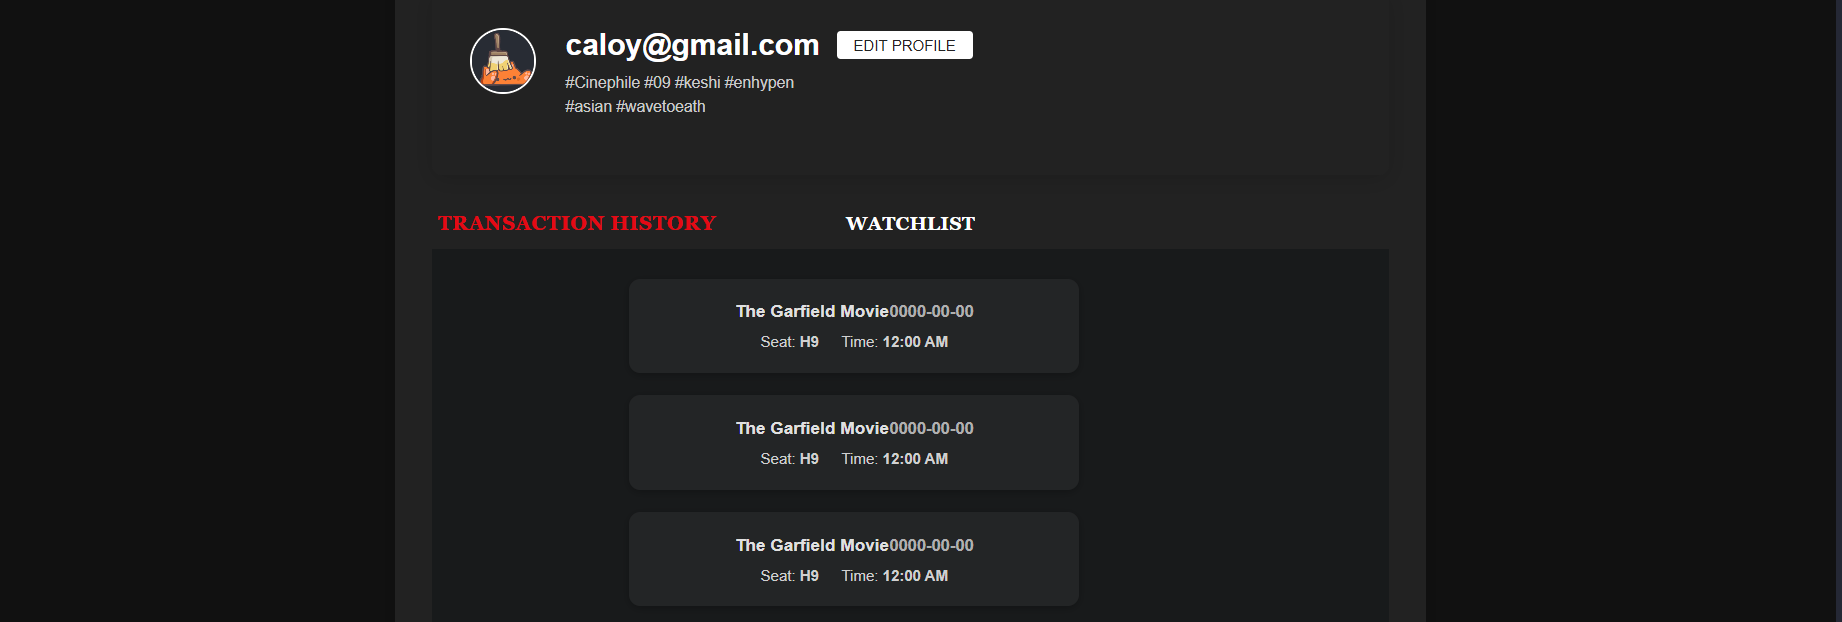 caloy@gmail.com EDIT PROFILE
#Cinephile #09 #keshi #enhypen
#asian #wavetoeath
TRANSACTION HISTORY WATCHLIST
The Garfield Movie0000-00-00
Seat: H9 Time: 12:00 AM
The Garfield Movie0000-00-00
Seat: H9 Time: 12:00 AM
The Garfield Movie0000-00-00
Seat: H9 Time: 12:00 AM